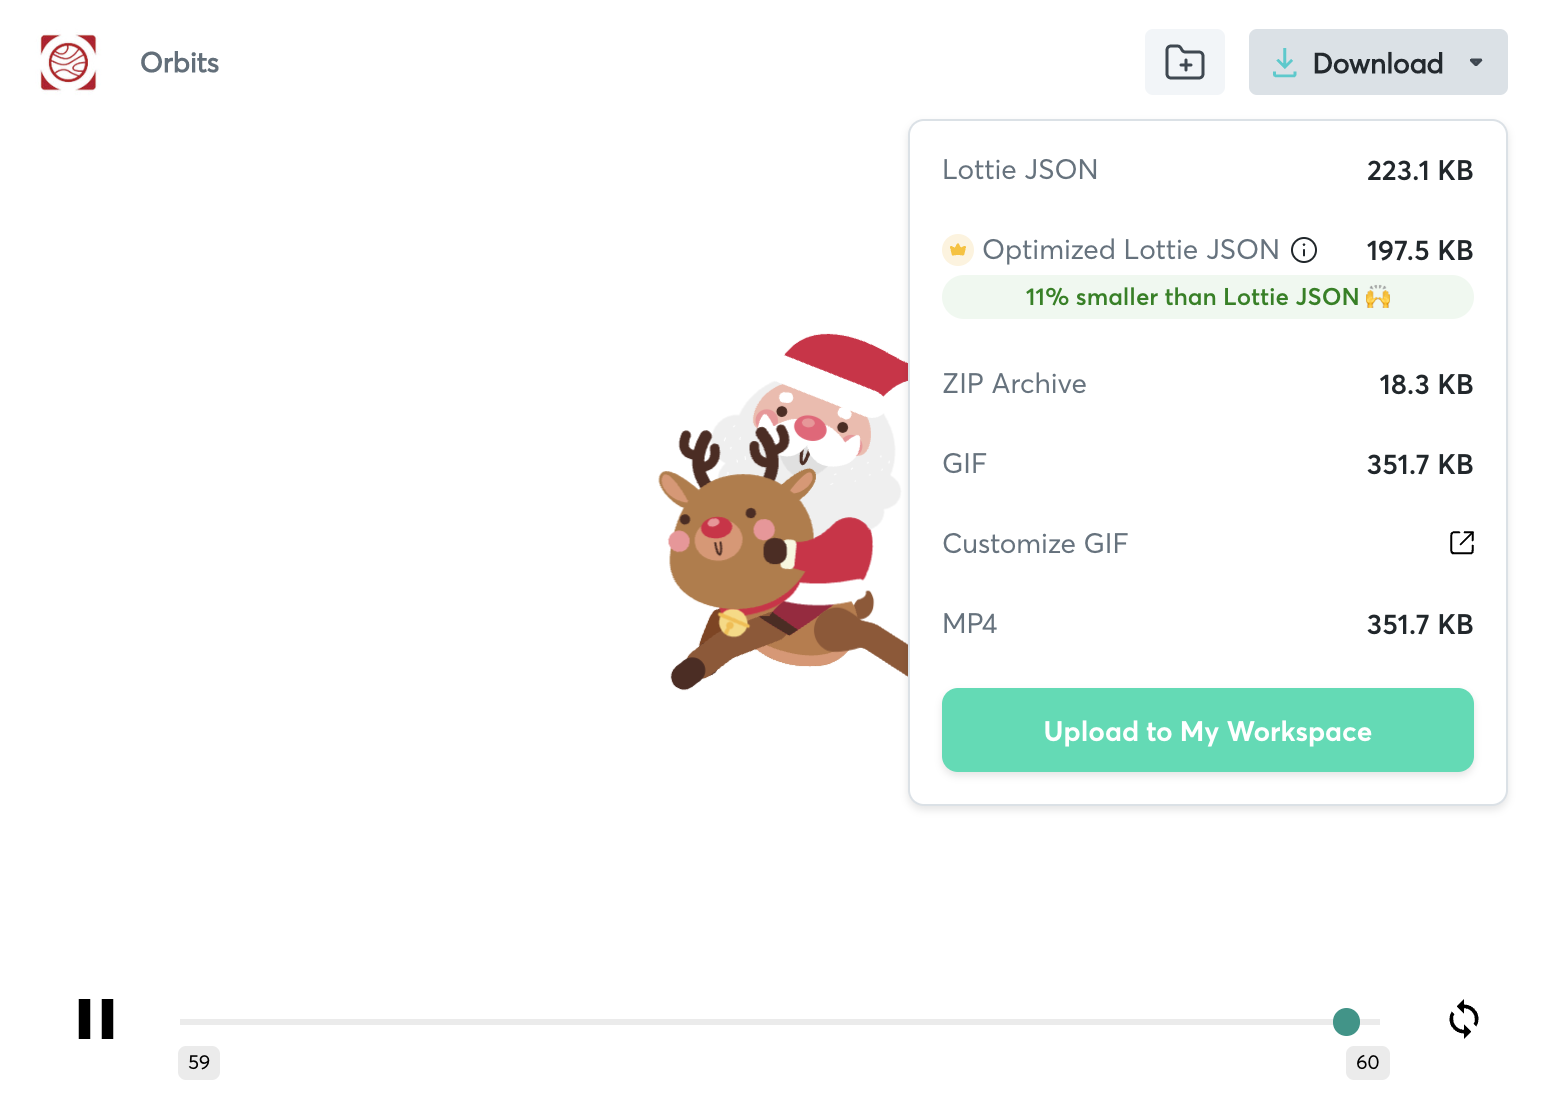 Orbits
Download
Lottie JSON 223.1 KB
Optimized Lottie JSON 197.5 KB
11% smaller than Lottie JSON 🙌
ZIP Archive 18.3 KB
GIF 351.7 KB
Customize GIF
MP4 351.7 KB
Upload to My Workspace
59 60